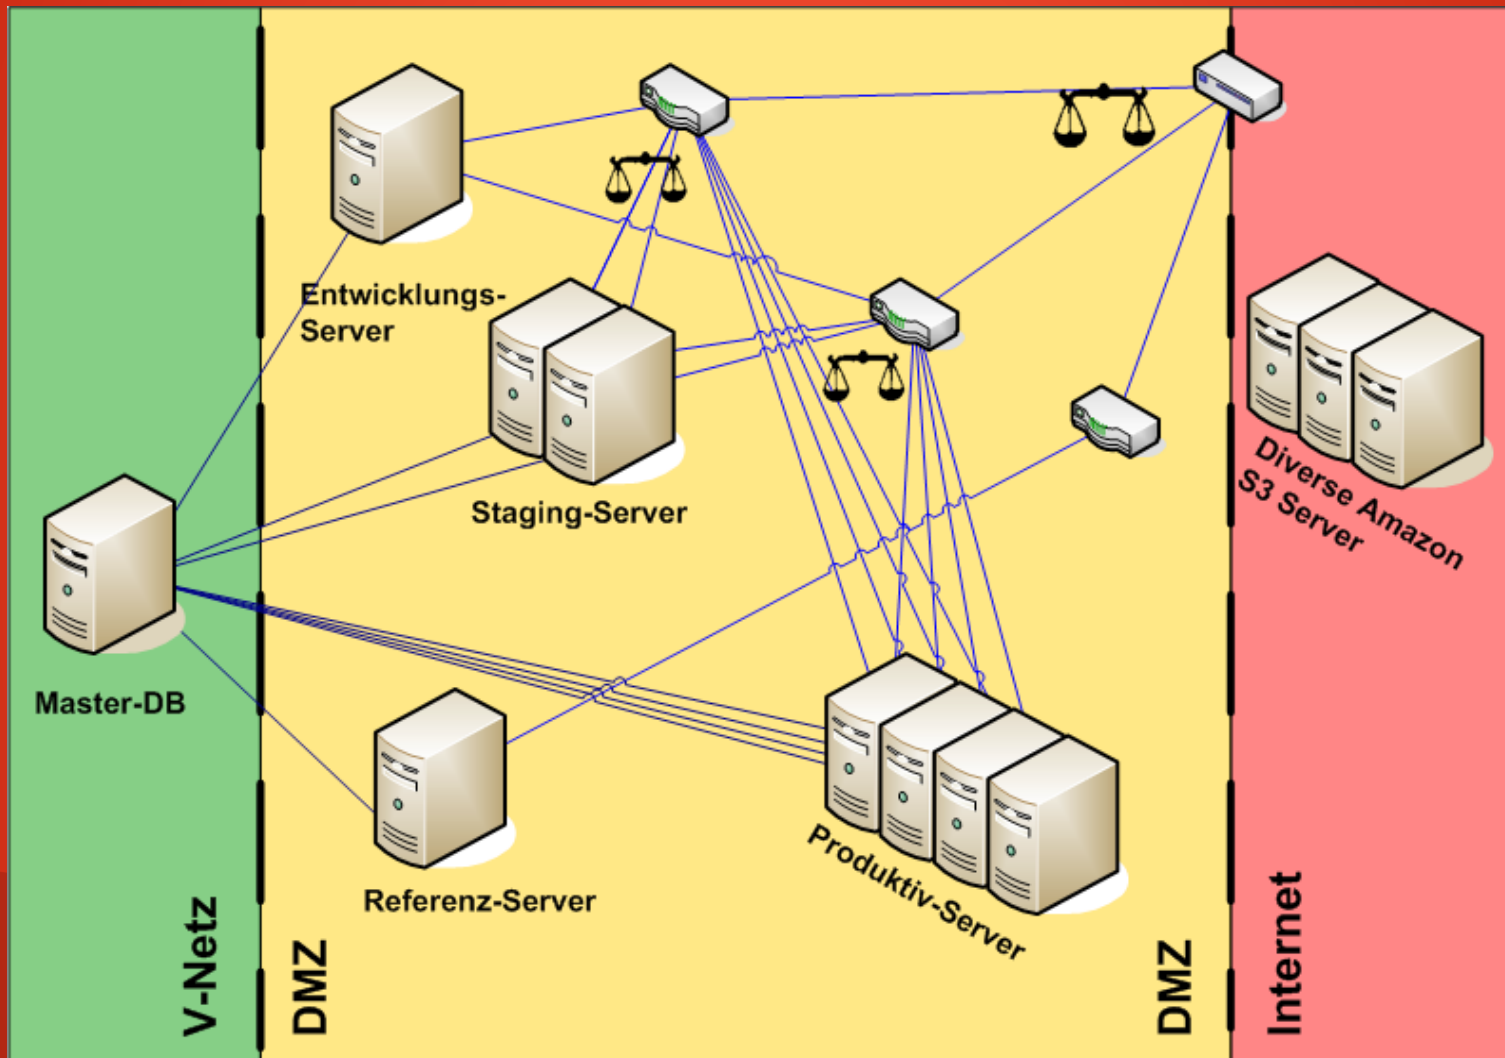 Entwicklungs-
Server
Staging-Server
Diverse Amazon
S3 Server
Master-DB
Referenz-Server
Produktiv-Server
V-Netz
DMZ
DMZ
Internet